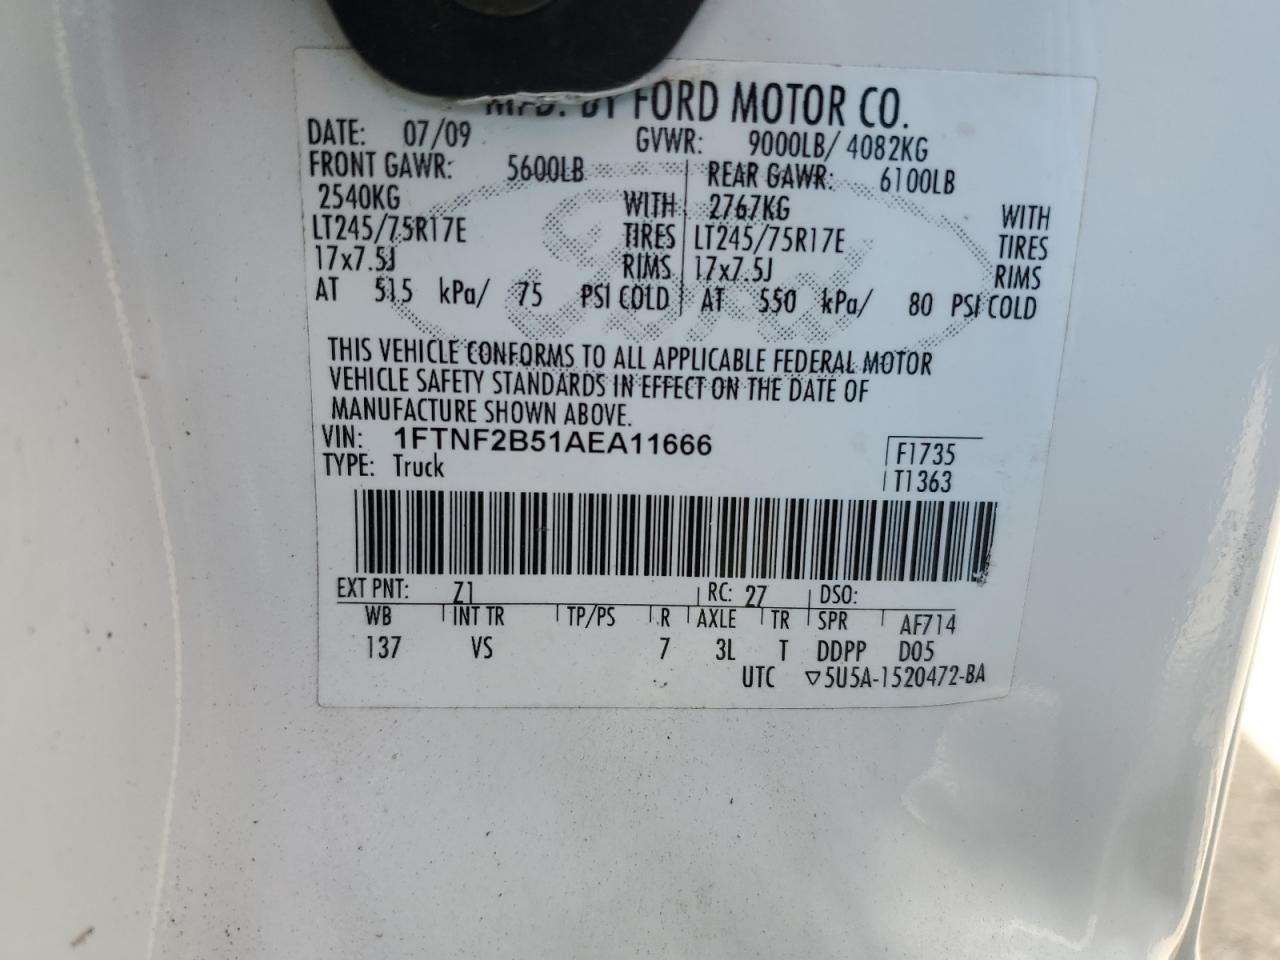 MFD. BY FORD MOTOR CO.
DATE: 07/09 GVWR: 9000LB/ 4082KG
FRONT GAWR: 5600LB REAR GAWR: 6100LB
2540KG WITH 2767KG WITH
LT245/75R17E TIRES LT245/75R17E TIRES
17x7.5J RIMS 17x7.5J RIMS
AT 515 kPa/ 75 PSI COLD AT 550 kPa/ 80 PSI COLD
THIS VEHICLE CONFORMS TO ALL APPLICABLE FEDERAL MOTOR
VEHICLE SAFETY STANDARDS IN EFFECT ON THE DATE OF
MANUFACTURE SHOWN ABOVE.
VIN: 1FTNF2B51AEA11666 F1735
TYPE: Truck T1363
EXT PNT: Z1 RC: 27 DSO:
WB INT TR TP/PS R AXLE TR SPR AF714
137 VS 7 3L T DDPP D05
UTC ▽5U5A-1520472-BA